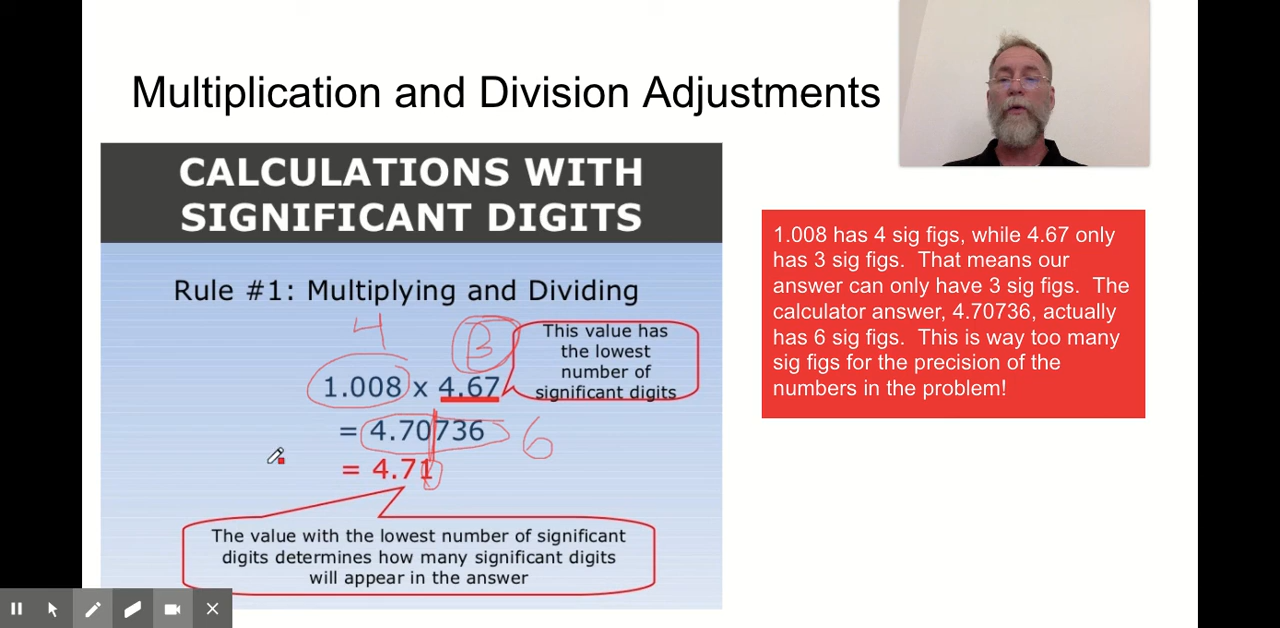 Multiplication and Division Adjustments
CALCULATIONS WITH
SIGNIFICANT DIGITS
Rule #1: Multiplying and Dividing
4
3
This value has
the lowest
number of
significant digits
1.008 x 4.67
= 4.70736
6
= 4.71
The value with the lowest number of significant
digits determines how many significant digits
will appear in the answer
1.008 has 4 sig figs, while 4.67 only
has 3 sig figs. That means our
answer can only have 3 sig figs. The
calculator answer, 4.70736, actually
has 6 sig figs. This is way too many
sig figs for the precision of the
numbers in the problem!